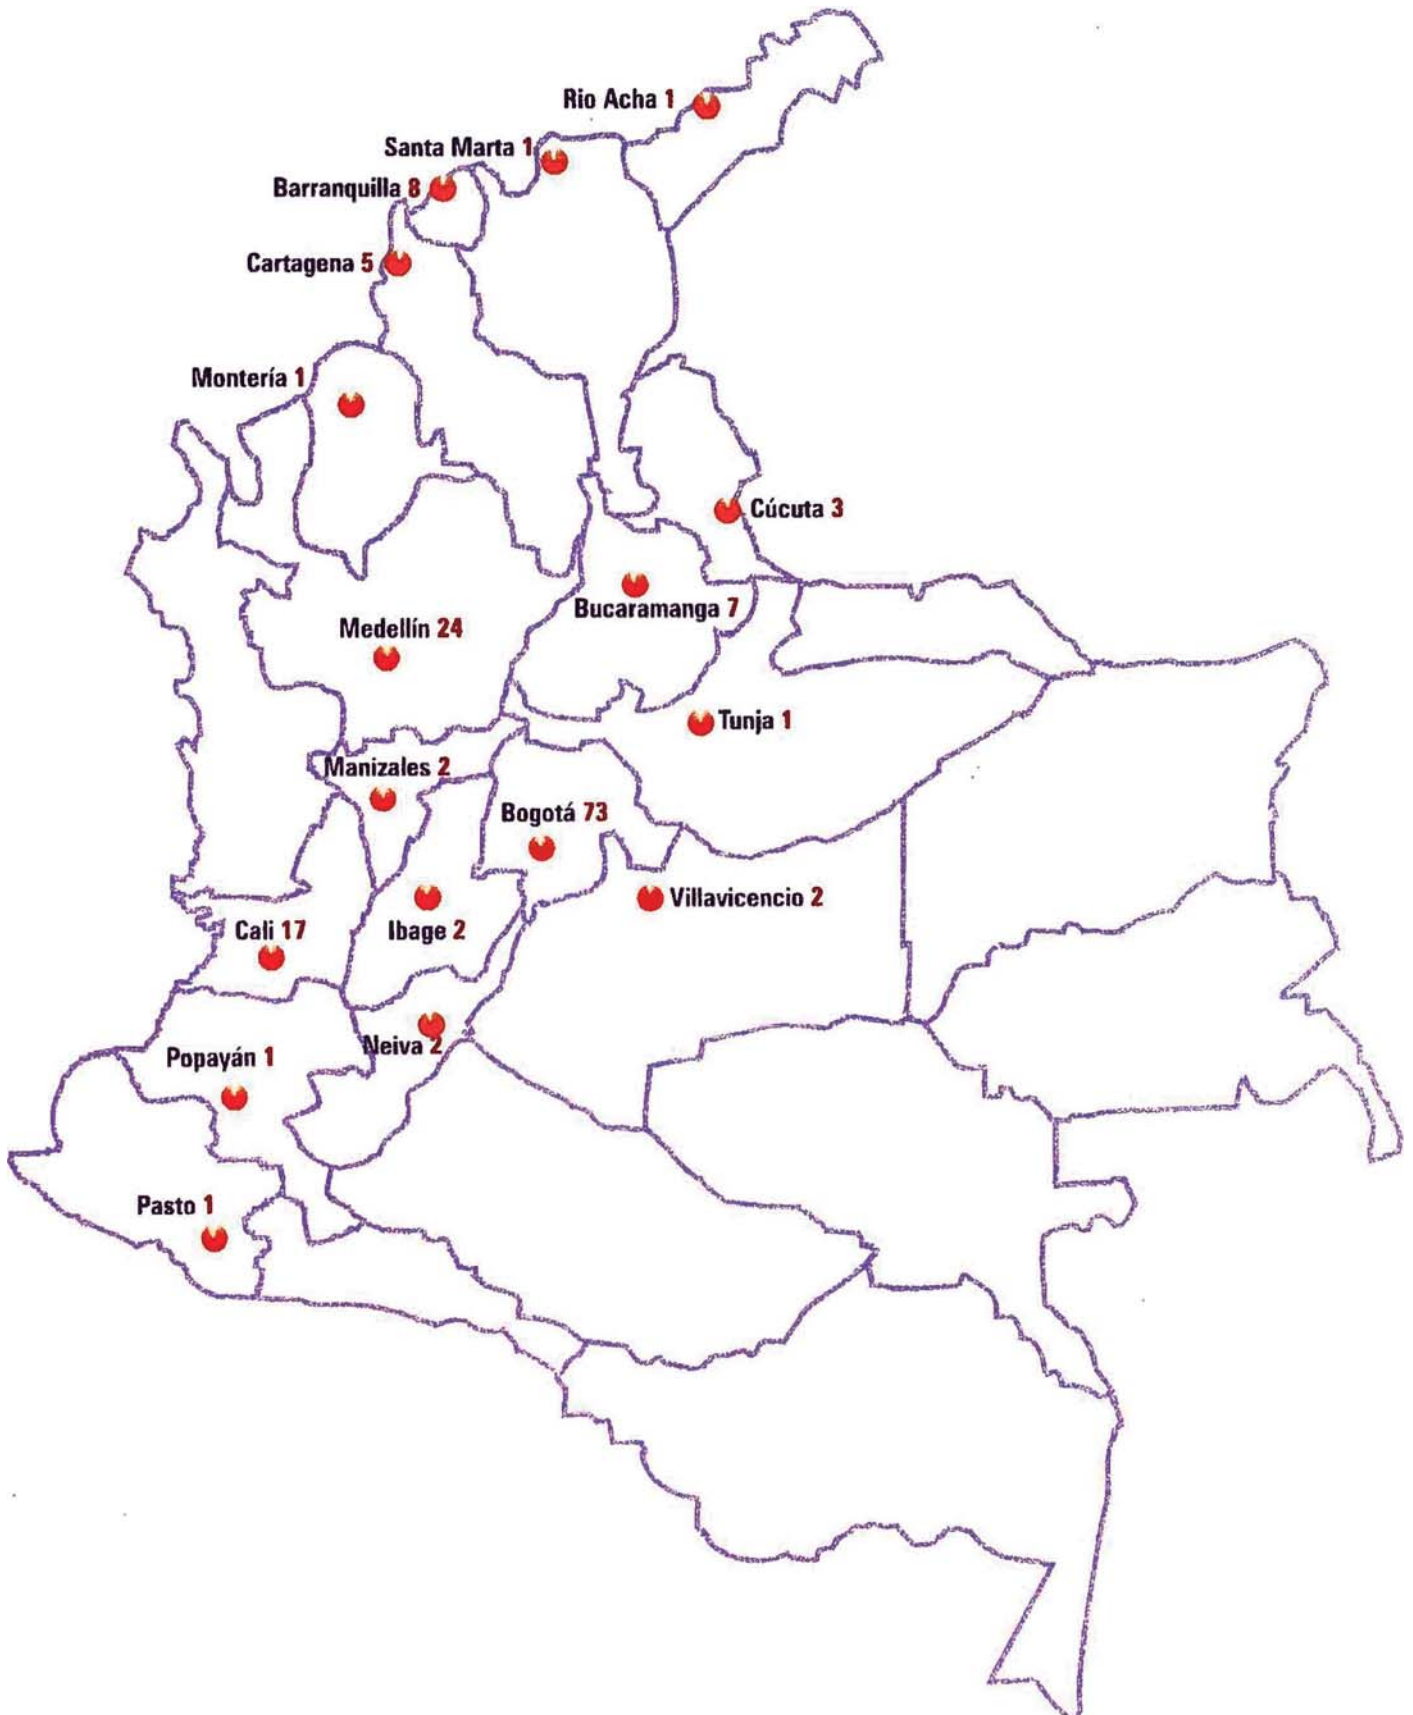 Rio Acha 1
Santa Marta 1
Barranquilla 8
Cartagena 5
Montería 1
Cúcuta 3
Bucaramanga 7
Medellín 24
Tunja 1
Manizales 2
Bogotá 73
Villavicencio 2
Cali 17
Ibage 2
Neiva 2
Popayán 1
Pasto 1